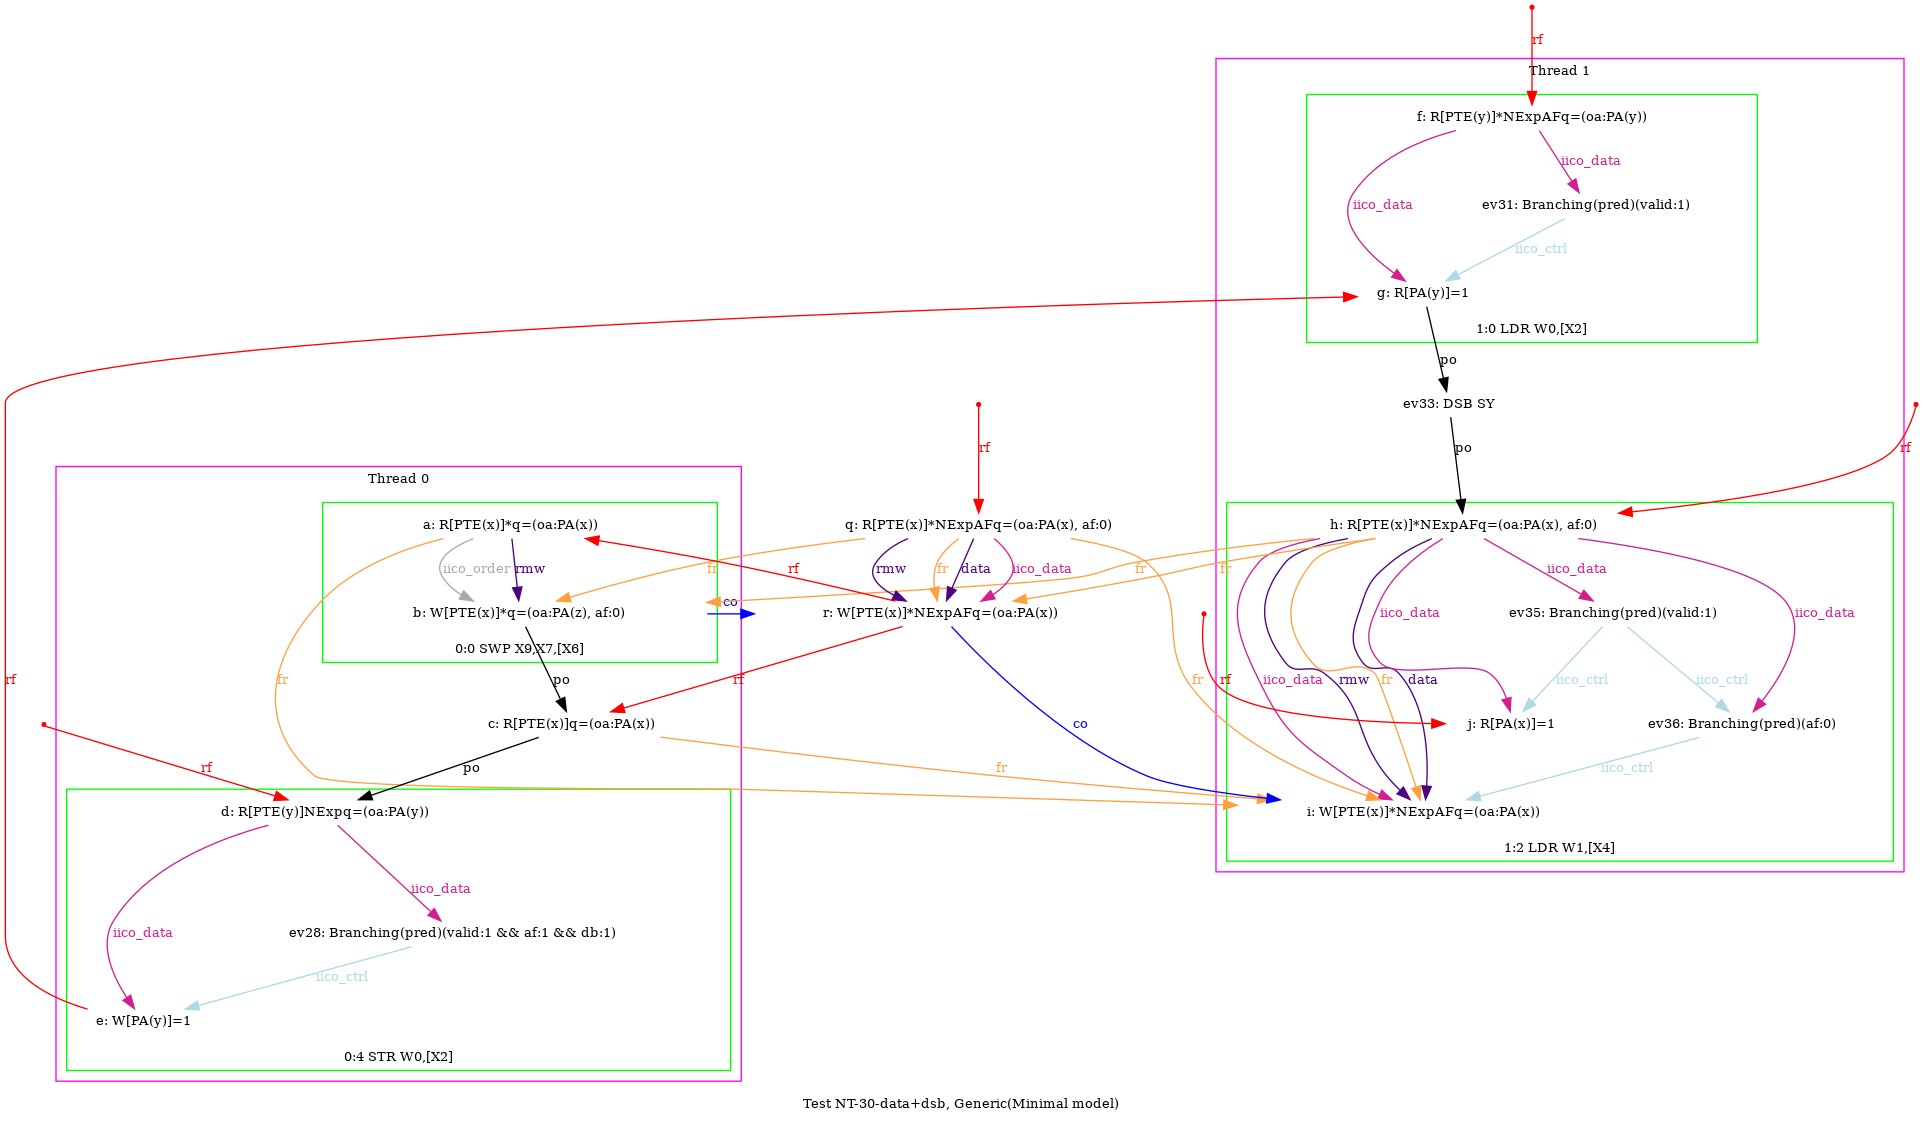 rf
Thread 1
f: R[PTE(y)]*NExpAFq=(oa:PA(y))
iico_data
ev31: Branching(pred)(valid:1)
iico_data
iico_ctrl
g: R[PA(y)]=1
1:0 LDR W0,[X2]
po
ev33: DSB SY
rf
po
rf
Thread 0
a: R[PTE(x)]*q=(oa:PA(x))
q: R[PTE(x)]*NExpAFq=(oa:PA(x), af:0)
h: R[PTE(x)]*NExpAFq=(oa:PA(x), af:0)
iico_order
rmw
fr
rf
rmw
fr
data
iico_data
fr
fr
iico_data
co
b: W[PTE(x)]*q=(oa:PA(z), af:0)
r: W[PTE(x)]*NExpAFq=(oa:PA(x))
iico_data
ev35: Branching(pred)(valid:1)
iico_data
0:0 SWP X9,X7,[X6]
rf
fr
po
rf
fr
rf
iico_data
rmw
fr
data
iico_ctrl
iico_ctrl
c: R[PTE(x)]q=(oa:PA(x))
co
j: R[PA(x)]=1
ev36: Branching(pred)(af:0)
rf
po
fr
iico_ctrl
d: R[PTE(y)]NExpq=(oa:PA(y))
i: W[PTE(x)]*NExpAFq=(oa:PA(x))
1:2 LDR W1,[X4]
iico_data
iico_data
ev28: Branching(pred)(valid:1 && af:1 && db:1)
iico_ctrl
e: W[PA(y)]=1
0:4 STR W0,[X2]
Test NT-30-data+dsb, Generic(Minimal model)